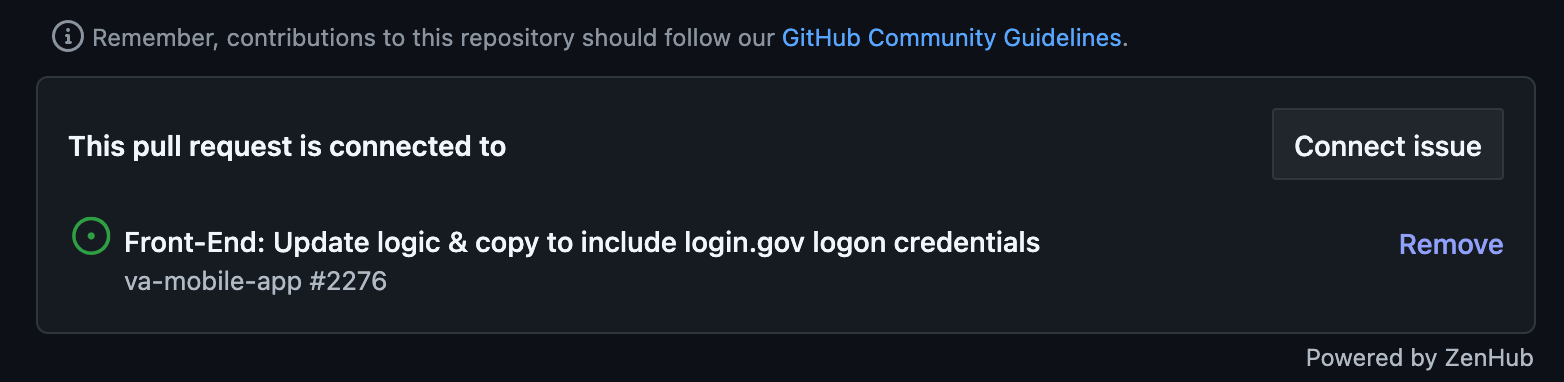 Remember, contributions to this repository should follow our GitHub Community Guidelines.
This pull request is connected to
Connect issue
Front-End: Update logic & copy to include login.gov logon credentials
Remove
va-mobile-app #2276
Powered by ZenHub